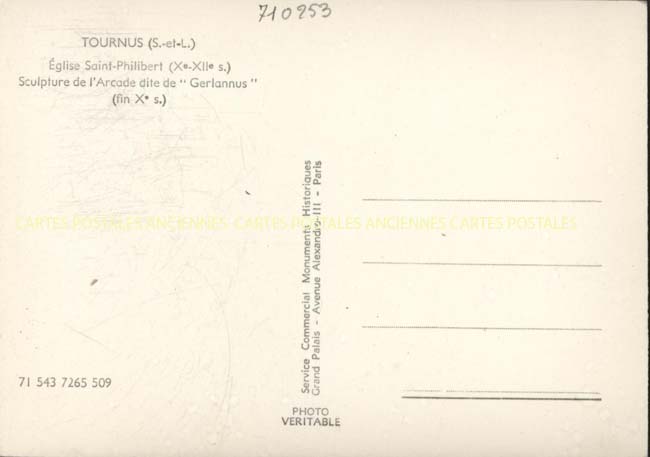 710253
TOURNUS (S.-et-L.)
Église Saint-Philibert (Xe-XIIe s.)
Sculpture de l'Arcade dite de " Gerlannus "
(fin Xe s.)
CARTES POSTALES ANCIENNES CARTES POSTALES ANCIENNES CARTES POSTALES
Service Commercial Monuments Historiques
Grand Palais - Avenue Alexandre-III - Paris
71 543 7265 509
PHOTO
VERITABLE